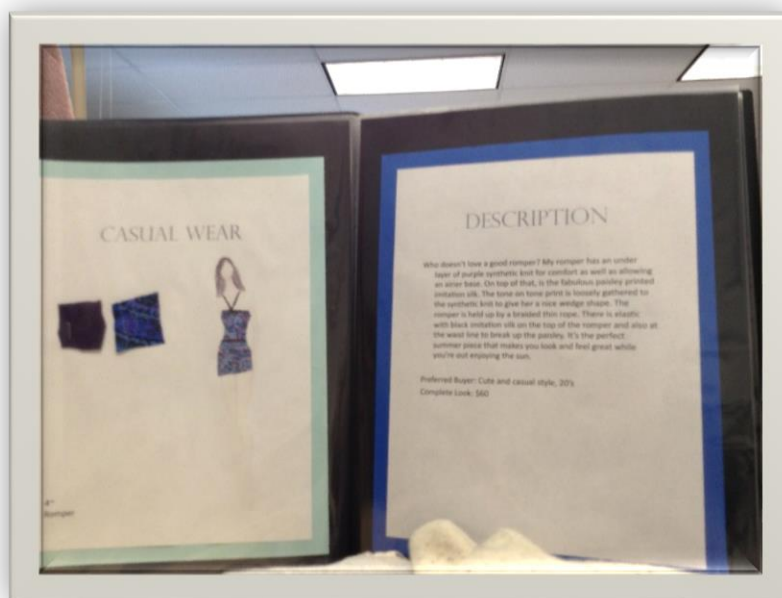 CASUAL WEAR
4"
Romper
DESCRIPTION
Who doesn't love a good romper? My romper has an under
layer of purple synthetic knit for comfort as well as allowing
an airier base. On top of that, is the fabulous paisley printed
imitation silk. The tone on tone print is loosely gathered to
the synthetic knit to give her a nice wedge shape. The
romper is held up by a braided thin rope. There is elastic
with black imitation silk on the top of the romper and also at
the waist line to break up the paisley. It's the perfect
summer piece that makes you look and feel great while
you're out enjoying the sun.
Preferred Buyer: Cute and casual style, 20's
Complete Look: $60